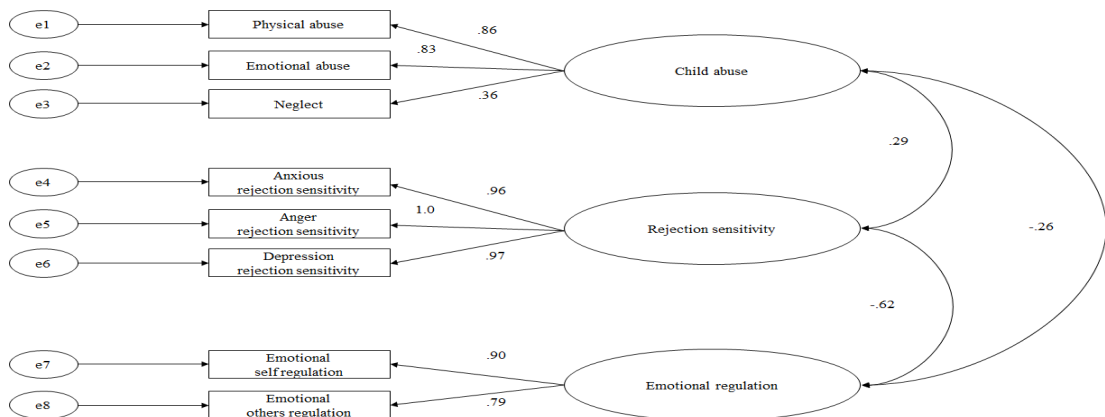 e1
Physical abuse
.86
.83
e2
Emotional abuse
Child abuse
.36
e3
Neglect
.29
e4
Anxious
rejection sensitivity
.96
1.0
e5
Anger
rejection sensitivity
Rejection sensitivity
-.26
e6
Depression
rejection sensitivity
.97
-.62
e7
Emotional
self regulation
.90
Emotional regulation
e8
Emotional
others regulation
.79